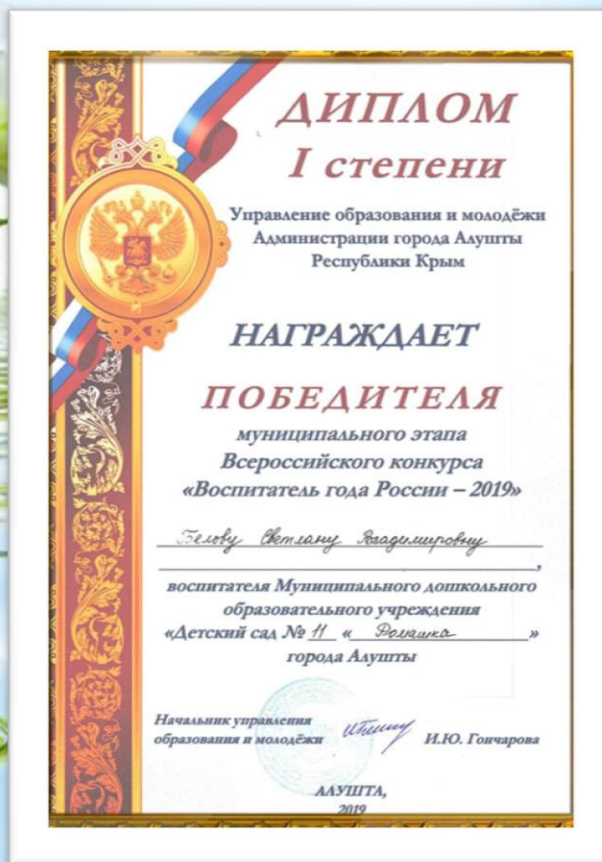 ДИПЛОМ
I степени
Управление образования и молодёжи
Администрации города Алушты
Республики Крым
НАГРАЖДАЕТ
ПОБЕДИТЕЛЯ
муниципального этапа
Всероссийского конкурса
«Воспитатель года России – 2019»
Белову Светлану Владимировну
,
воспитателя Муниципального дошкольного
образовательного учреждения
«Детский сад № 11 « Ромашка »
города Алушты
Начальник управления
образования и молодёжи И.Ю. Гончарова
АЛУШТА,
2019